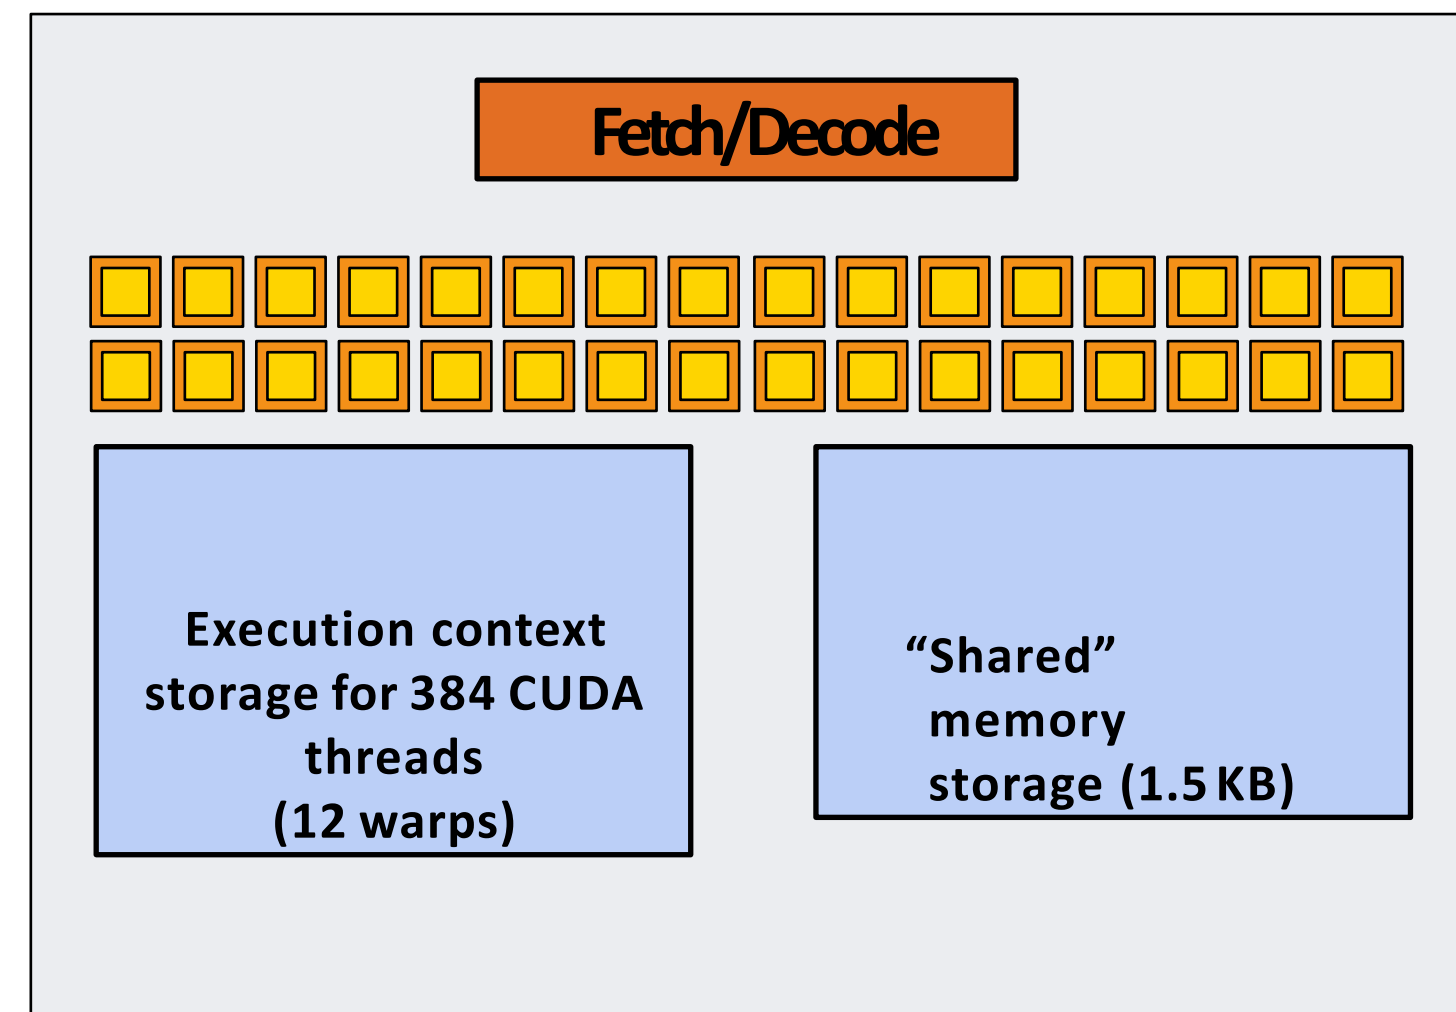 Fetch/Decode
Execution context
storage for 384 CUDA
threads
(12 warps)
“Shared”
memory
storage (1.5 KB)